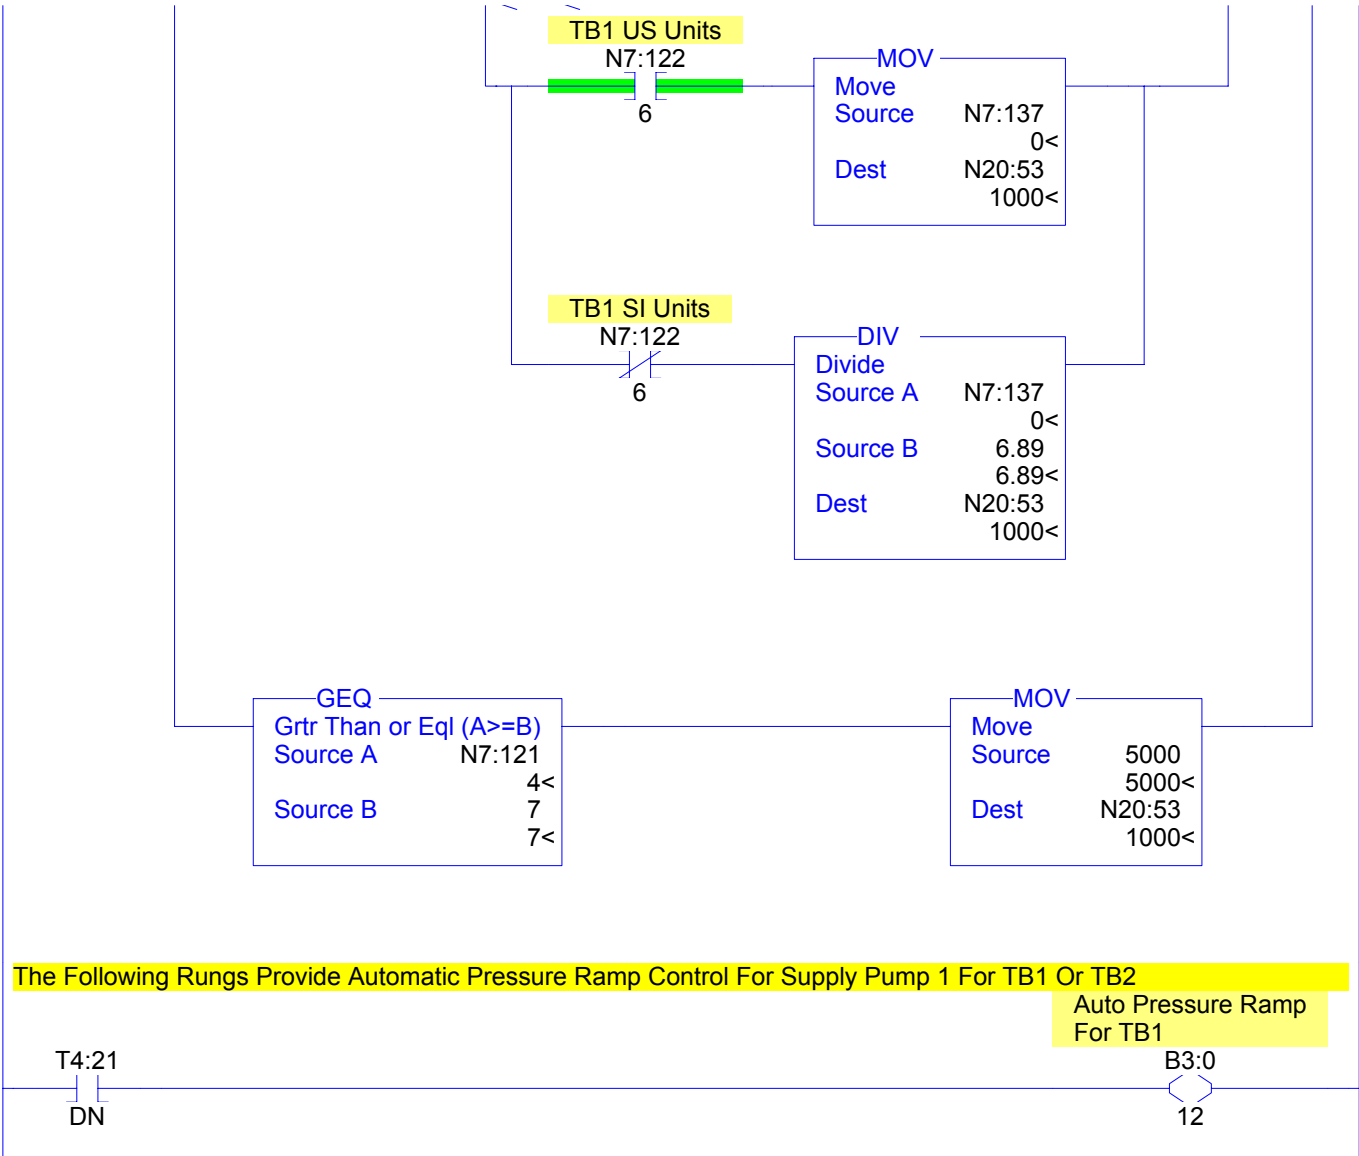 TB1 US Units
N7:122
6
MOV
Move
Source N7:137
0<
Dest N20:53
1000<
TB1 SI Units
N7:122
6
DIV
Divide
Source A N7:137
0<
Source B 6.89
6.89<
Dest N20:53
1000<
GEQ
Grtr Than or Eql (A>=B)
Source A N7:121
4<
Source B 7
7<
MOV
Move
Source 5000
5000<
Dest N20:53
1000<
The Following Rungs Provide Automatic Pressure Ramp Control For Supply Pump 1 For TB1 Or TB2
T4:21
DN
Auto Pressure Ramp
For TB1
B3:0
12